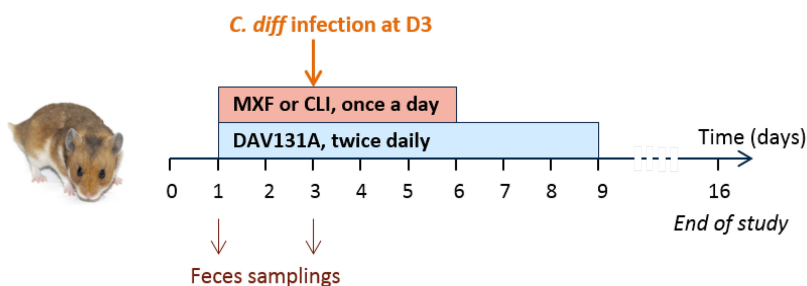 C. diff infection at D3
MXF or CLI, once a day
DAV131A, twice daily
Time (days)
0 1 2 3 4 5 6 7 8 9 16
End of study
Feces samplings